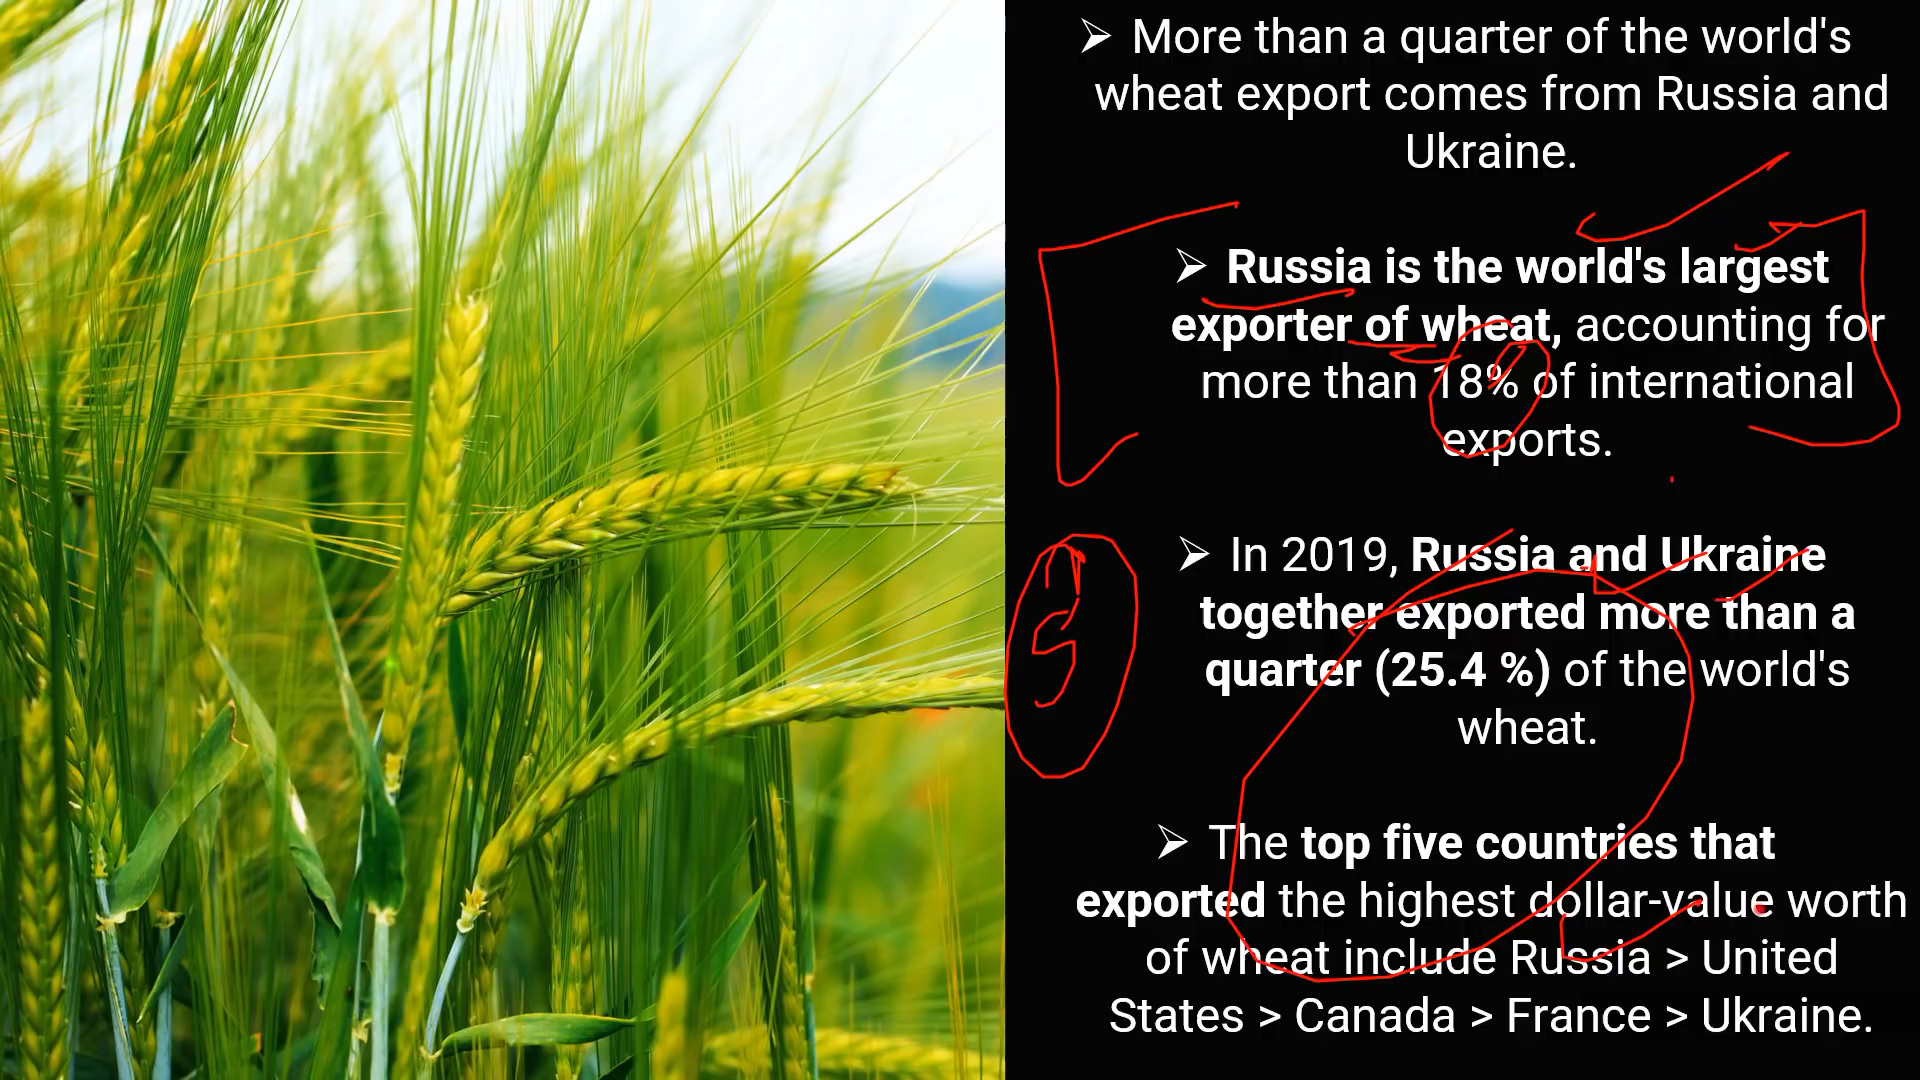 ➢ More than a quarter of the world's
wheat export comes from Russia and
Ukraine.
➢ Russia is the world's largest
exporter of wheat, accounting for
more than 18% of international
exports.
➢ In 2019, Russia and Ukraine
together exported more than a
quarter (25.4 %) of the world's
wheat.
➢ The top five countries that
exported the highest dollar-value worth
of wheat include Russia > United
States > Canada > France > Ukraine.